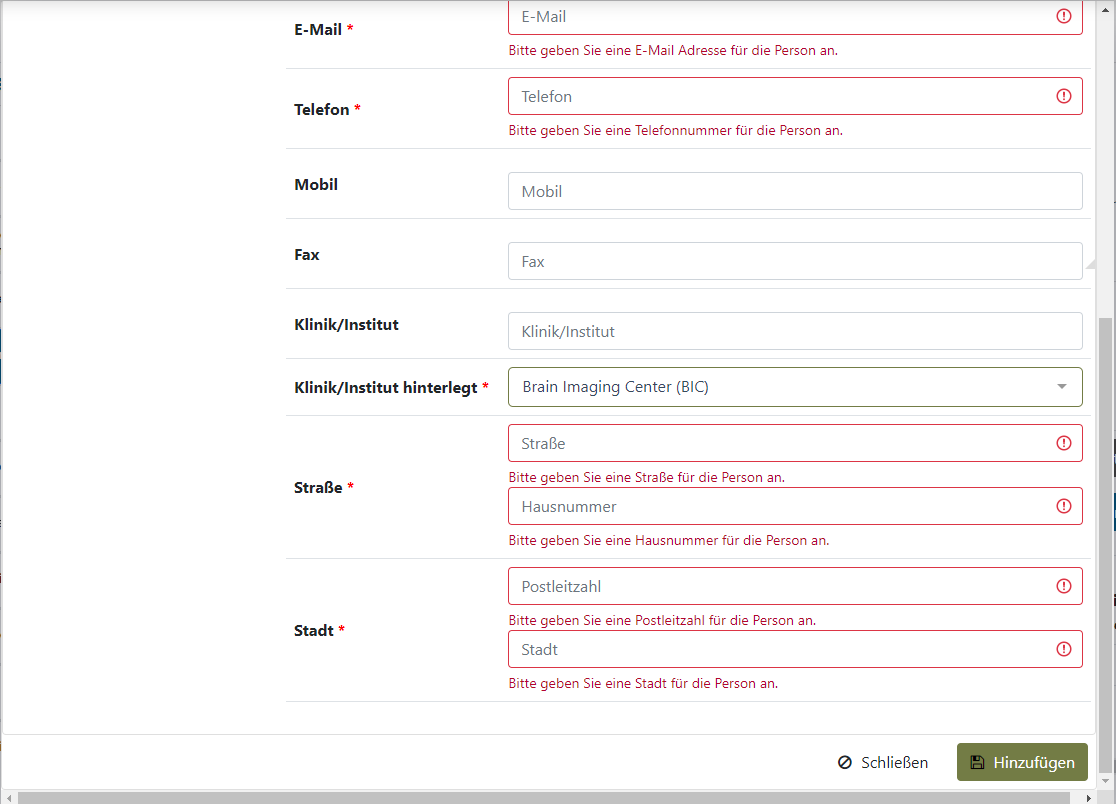 E-Mail *
E-Mail
Bitte geben Sie eine E-Mail Adresse für die Person an.
Telefon *
Telefon
Bitte geben Sie eine Telefonnummer für die Person an.
Mobil
Mobil
Fax
Fax
Klinik/Institut
Klinik/Institut
Klinik/Institut hinterlegt *
Brain Imaging Center (BIC)
Straße *
Straße
Bitte geben Sie eine Straße für die Person an.
Hausnummer
Bitte geben Sie eine Hausnummer für die Person an.
Stadt *
Postleitzahl
Bitte geben Sie eine Postleitzahl für die Person an.
Stadt
Bitte geben Sie eine Stadt für die Person an.
Schließen
Hinzufügen